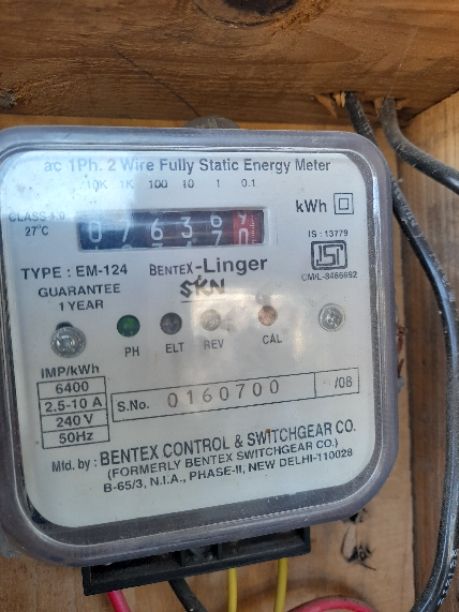 ac 1Ph. 2 Wire Fully Static Energy Meter
10K 1K 100 10 1 0.1
CLASS 1.0
27°C
kWh
IS : 13779
ISI
TYPE : EM-124
BENTEX-Linger
CM/L-8466692
GUARANTEE
1 YEAR
SKN
PH ELT REV CAL
IMP/kWh
6400
2.5-10 A
240 V
50Hz
S.No. 0160700 /08
Mfd. by : BENTEX CONTROL & SWITCHGEAR CO.
(FORMERLY BENTEX SWITCHGEAR CO.)
B-65/3, N.I.A., PHASE-II, NEW DELHI-110028